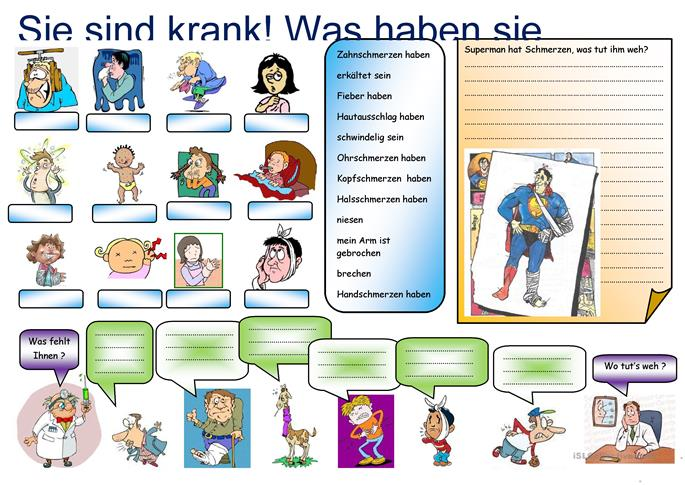 Sie sind krank! Was haben sie
Zahnschmerzen haben
erkältet sein
Fieber haben
Hautausschlag haben
schwindelig sein
Ohrschmerzen haben
Kopfschmerzen haben
Halsschmerzen haben
niesen
mein Arm ist
gebrochen
brechen
Handschmerzen haben
Superman hat Schmerzen, was tut ihm weh?
Was fehlt
Ihnen ?
Wo tut's weh ?